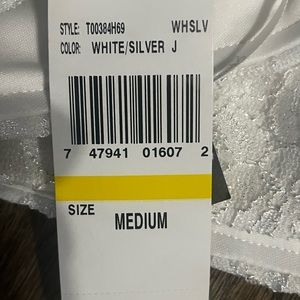 STYLE: T00384H69 WHSLV
COLOR: WHITE/SILVER J
7 47941 01607 2
SIZE
MEDIUM